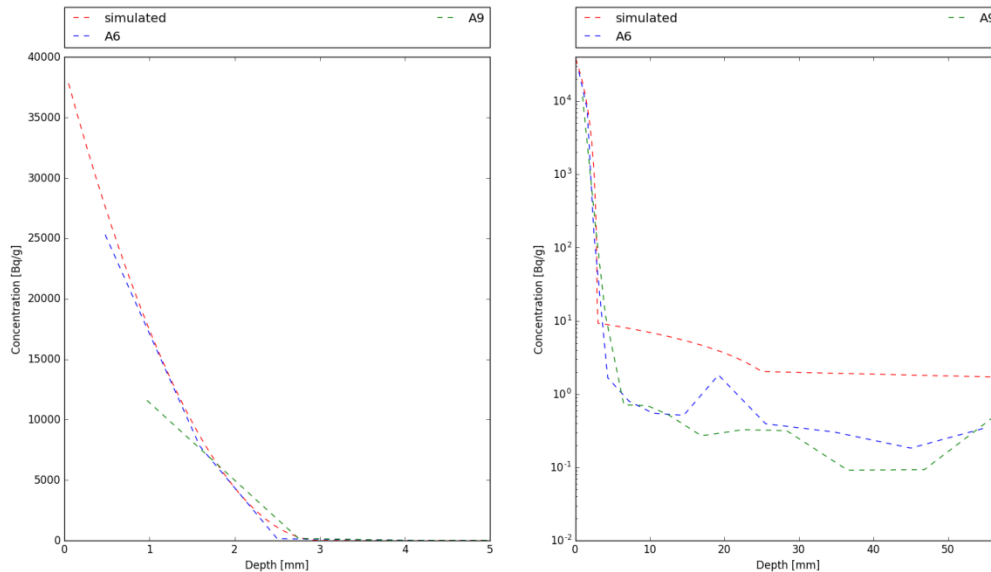 simulated
A6
A9
40000
35000
30000
25000
20000
15000
10000
5000
0
Concentration [Bq/g]
0 1 2 3 4 5
Depth [mm]
simulated
A6
A9
10^4
10^3
10^2
10^1
10^0
10^-1
10^-2
Concentration [Bq/g]
0 10 20 30 40 50
Depth [mm]